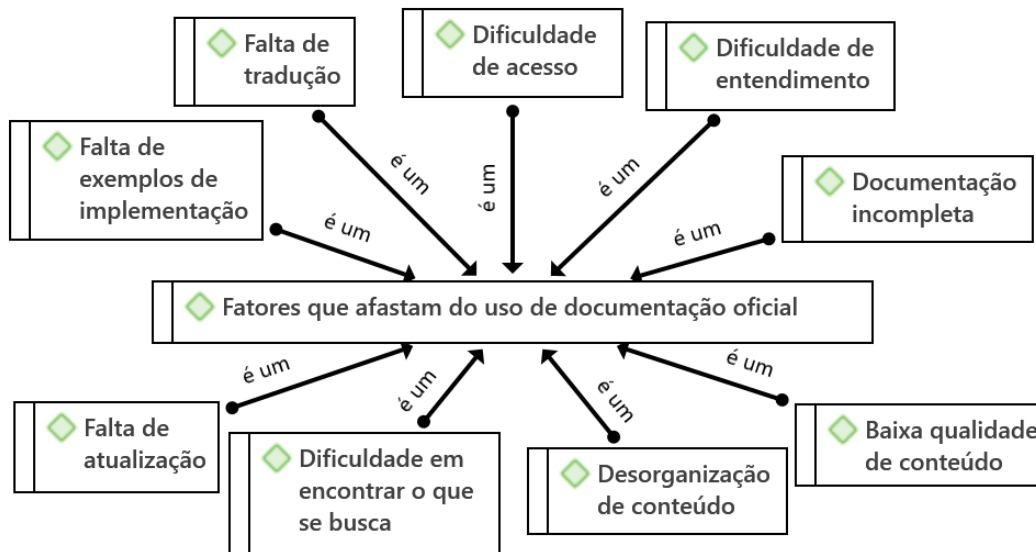 Falta de
tradução
Dificuldade
de acesso
Dificuldade de
entendimento
Falta de
exemplos de
implementação
Documentação
incompleta
é um
é um
é um
é um
é um
Fatores que afastam do uso de documentação oficial
é um
é um
é um
é um
Falta de
atualização
Dificuldade em
encontrar o que
se busca
Desorganização
de conteúdo
Baixa qualidade
de conteúdo